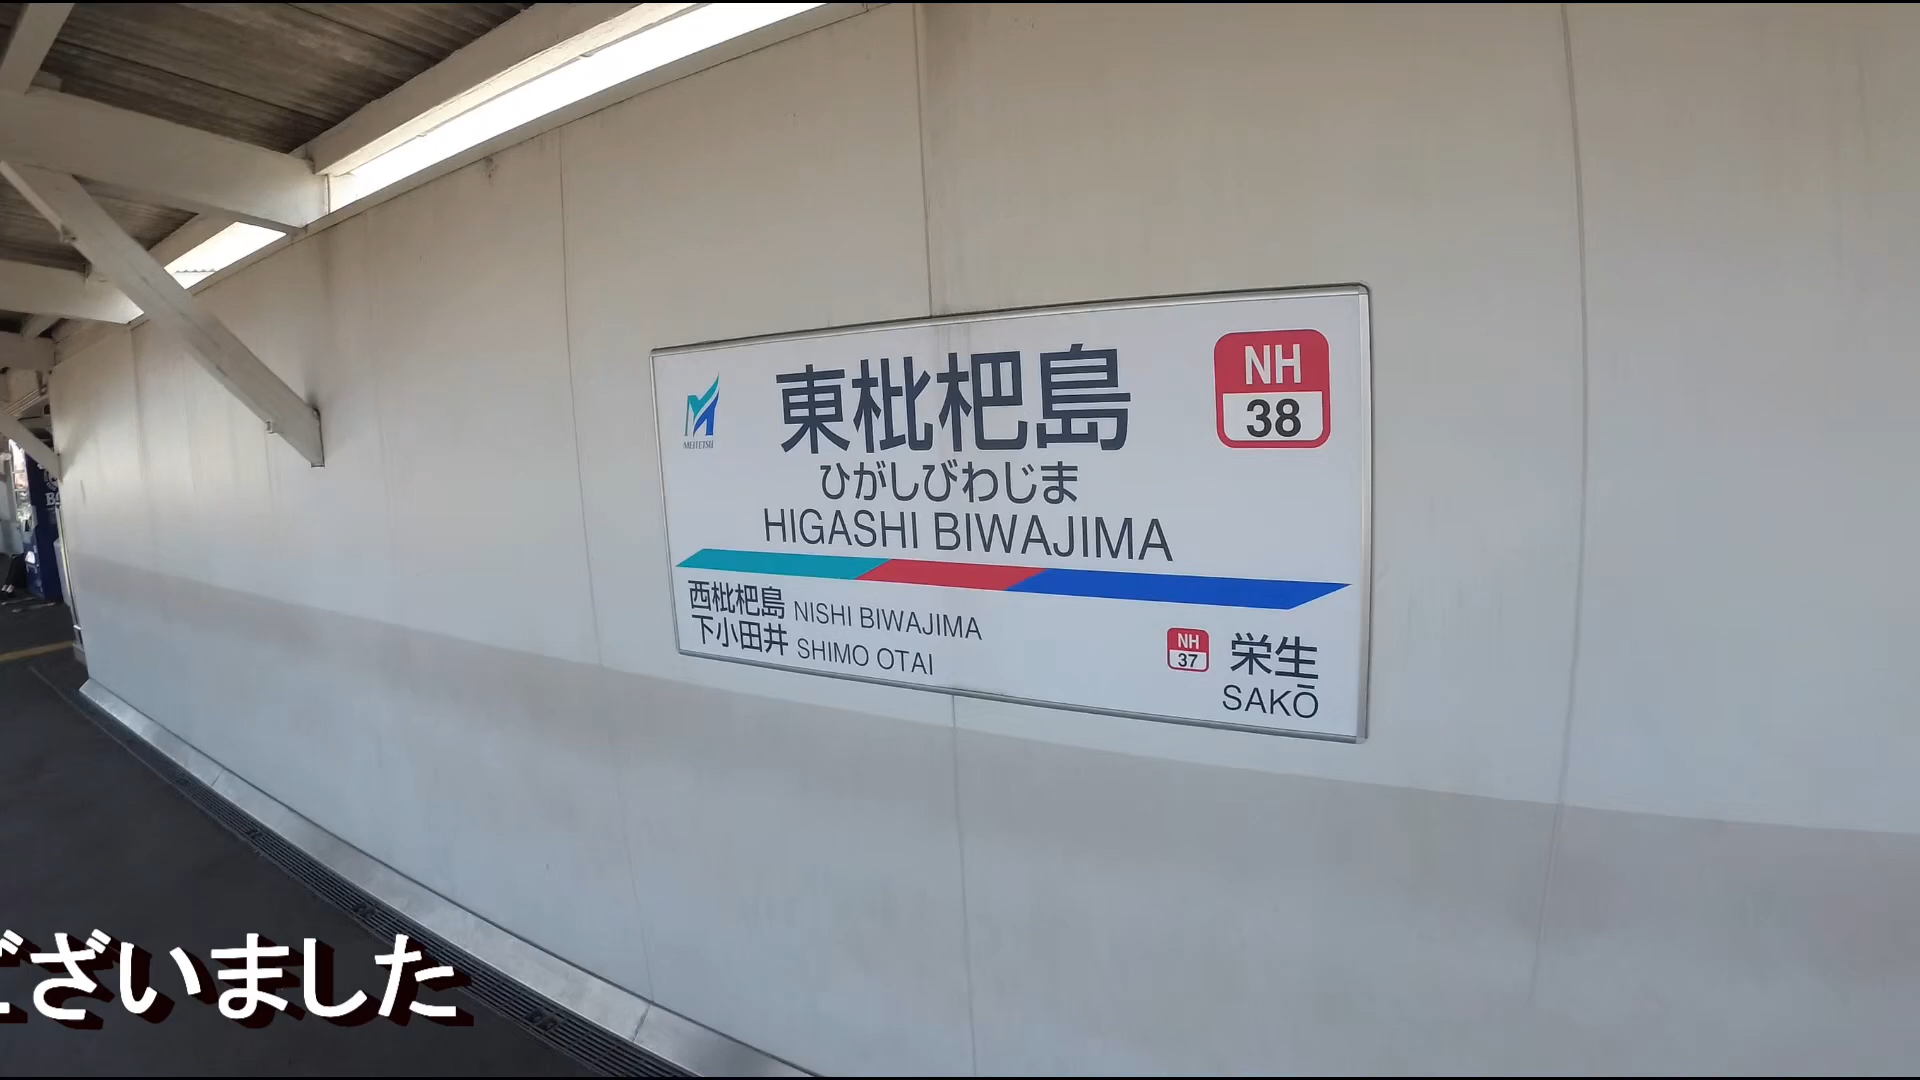 東枇杷島
ひがしびわじま
HIGASHI BIWAJIMA
NH
38
MEITETSU
西枇杷島 NISHI BIWAJIMA
下小田井 SHIMO OTAI
NH
37
栄生
SAKŌ
ございました